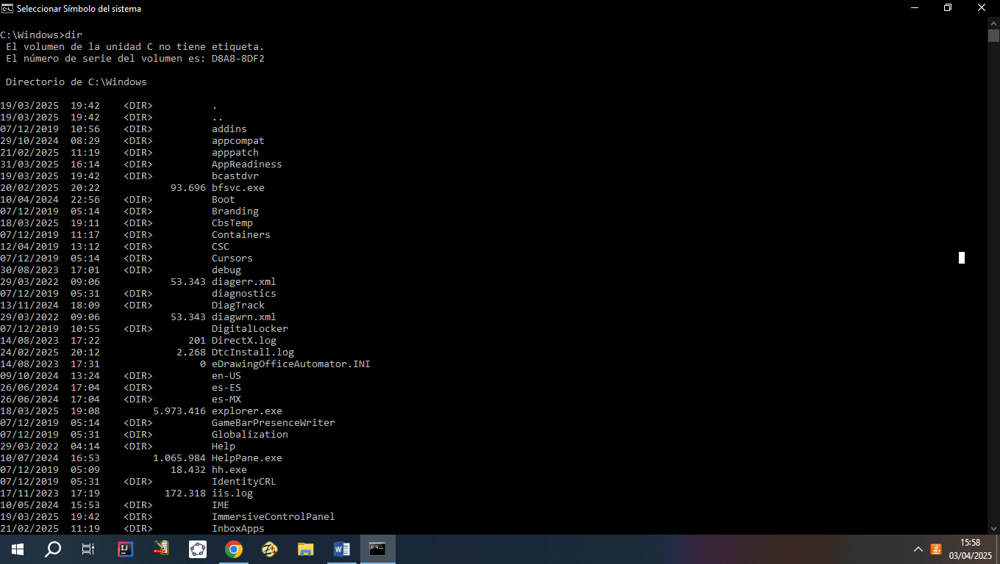 Seleccionar Símbolo del sistema
C:\Windows>dir
 El volumen de la unidad C no tiene etiqueta.
 El número de serie del volumen es: D8A8-8DF2
 Directorio de C:\Windows
19/03/2025  19:42    <DIR>          .
19/03/2025  19:42    <DIR>          ..
07/12/2019  10:56    <DIR>          addins
29/10/2024  08:29    <DIR>          appcompat
21/02/2025  11:19    <DIR>          apppatch
31/03/2025  16:14    <DIR>          AppReadiness
19/03/2025  19:42    <DIR>          bcastdvr
20/02/2025  20:22            93.696 bfsvc.exe
10/04/2024  22:56    <DIR>          Boot
07/12/2019  05:14    <DIR>          Branding
18/03/2025  19:11    <DIR>          CbsTemp
07/12/2019  11:17    <DIR>          Containers
12/04/2019  13:12    <DIR>          CSC
07/12/2019  05:14    <DIR>          Cursors
30/08/2023  17:01    <DIR>          debug
29/03/2022  09:06            53.343 diagerr.xml
07/12/2019  05:31    <DIR>          diagnostics
13/11/2024  18:09    <DIR>          DiagTrack
29/03/2022  09:06            53.343 diagwrn.xml
07/12/2019  10:55    <DIR>          DigitalLocker
14/08/2023  17:22               201 DirectX.log
24/02/2025  20:12             2.268 DtcInstall.log
14/08/2023  17:31                 0 eDrawingOfficeAutomator.INI
09/10/2024  13:24    <DIR>          en-US
26/06/2024  17:04    <DIR>          es-ES
26/06/2024  17:04    <DIR>          es-MX
18/03/2025  19:08         5.973.416 explorer.exe
07/12/2019  05:14    <DIR>          GameBarPresenceWriter
07/12/2019  05:31    <DIR>          Globalization
29/03/2022  04:14    <DIR>          Help
10/07/2024  16:53         1.065.984 HelpPane.exe
07/12/2019  05:09            18.432 hh.exe
07/12/2019  05:31    <DIR>          IdentityCRL
17/11/2023  17:19           172.318 iis.log
10/05/2024  15:53    <DIR>          IME
19/03/2025  19:42    <DIR>          ImmersiveControlPanel
21/02/2025  11:19    <DIR>          InboxApps
15:58
03/04/2025